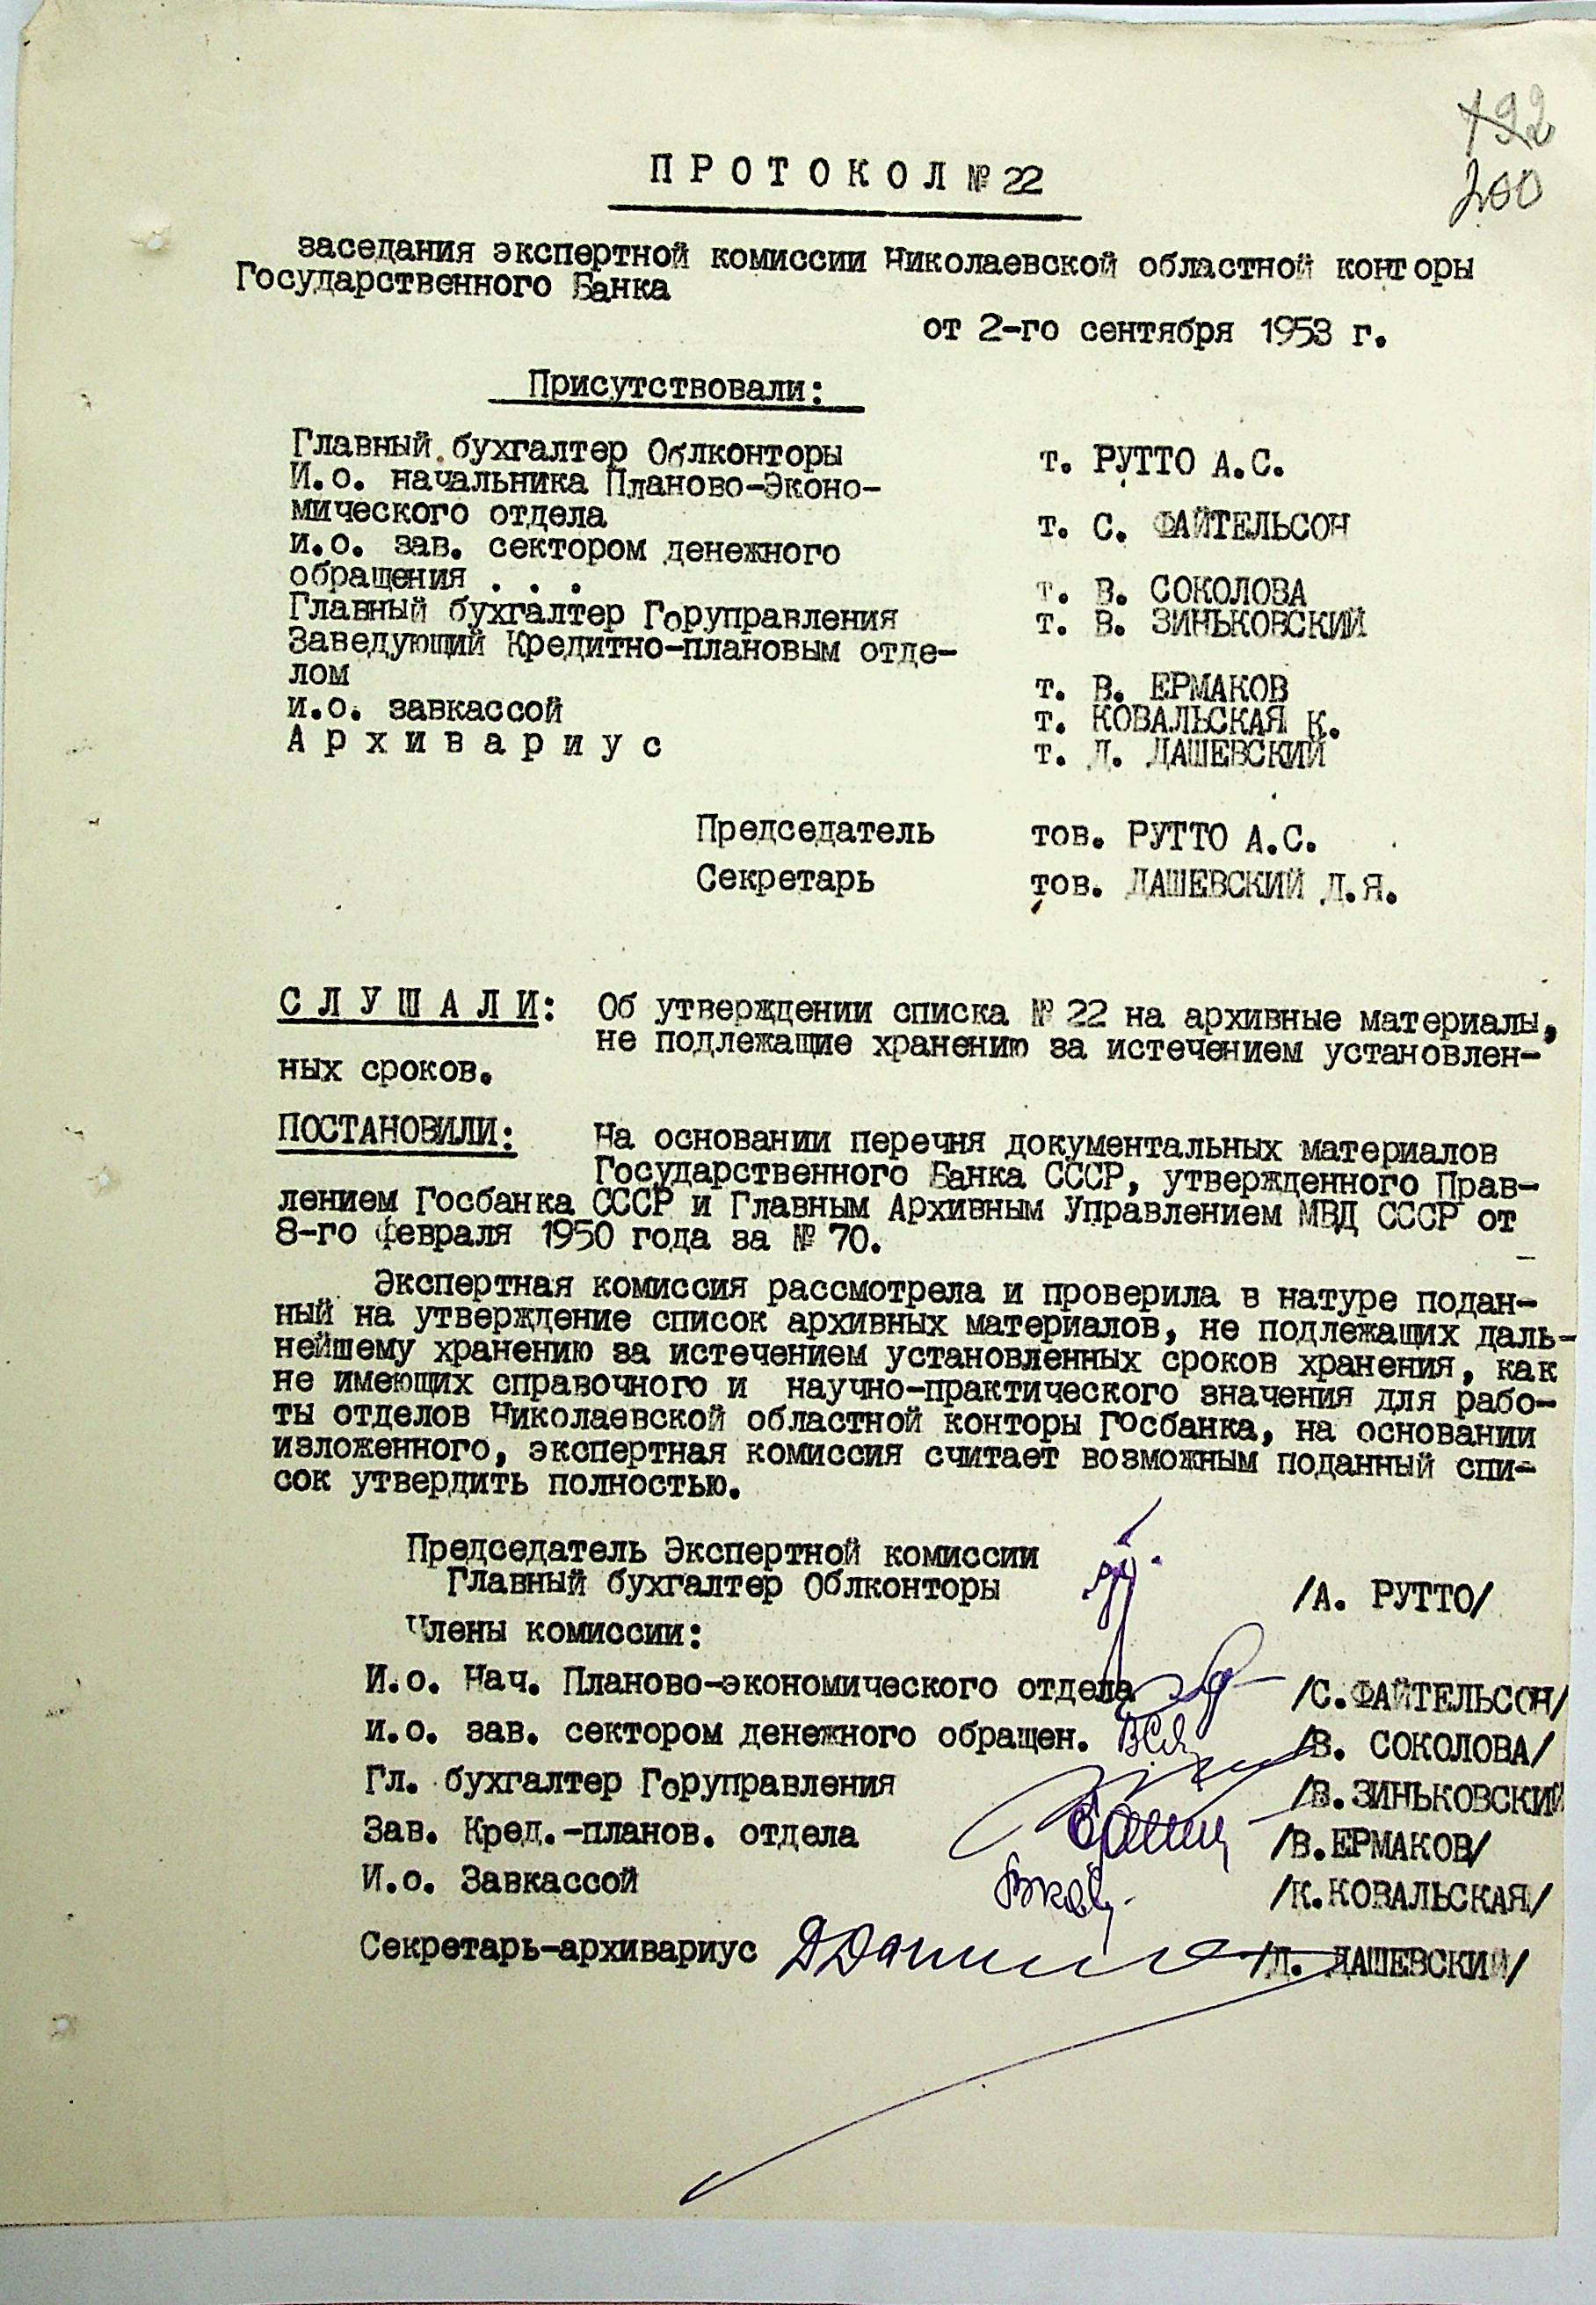 192
200
ПРОТОКОЛ № 22
заседания экспертной комиссии Николаевской областной конторы
Государственного Банка
от 2-го сентября 1953 г.
Присутствовали:
Главный бухгалтер Облконторы т. РУТТО А.С.
И.о. начальника Планово-Эконо-
мического отдела т. С. ФАЙТЕЛЬСОН
и.о. зав. сектором денежного
обращения . . . т. В. СОКОЛОВА
Главный бухгалтер Горуправления т. В. ЗИНЬКОВСКИЙ
Заведующий Кредитно-плановым отде-
лом т. В. ЕРМАКОВ
и.о. завкассой т. КОВАЛЬСКАЯ К.
Архивариус т. Д. ДАШЕВСКИЙ
Председатель тов. РУТТО А.С.
Секретарь тов. ДАШЕВСКИЙ Д.Я.
СЛУШАЛИ: Об утверждении списка № 22 на архивные материалы,
не подлежащие хранению за истечением установлен-
ных сроков.
ПОСТАНОВИЛИ: На основании перечня документальных материалов
Государственного Банка СССР, утвержденного Прав-
лением Госбанка СССР и Главным Архивным Управлением МВД СССР от
8-го февраля 1950 года за № 70.
Экспертная комиссия рассмотрела и проверила в натуре подан-
ный на утверждение список архивных материалов, не подлежащих даль-
нейшему хранению за истечением установленных сроков хранения, как
не имеющих справочного и научно-практического значения для рабо-
ты отделов Николаевской областной конторы Госбанка, на основании
изложенного, экспертная комиссия считает возможным поданный спи-
сок утвердить полностью.
Председатель Экспертной комиссии
Главный бухгалтер Облконторы /А. РУТТО/
Члены комиссии:
И.о. Нач. Планово-экономического отдела /С.ФАЙТЕЛЬСОН/
и.о. зав. сектором денежного обращен. /В. СОКОЛОВА/
Гл. бухгалтер Горуправления /В.ЗИНЬКОВСКИЙ
Зав. Кред.-планов. отдела /В.ЕРМАКОВ/
И.о. Завкассой /К.КОВАЛЬСКАЯ/
Секретарь-архивариус /Д. ДАШЕВСКИЙ/